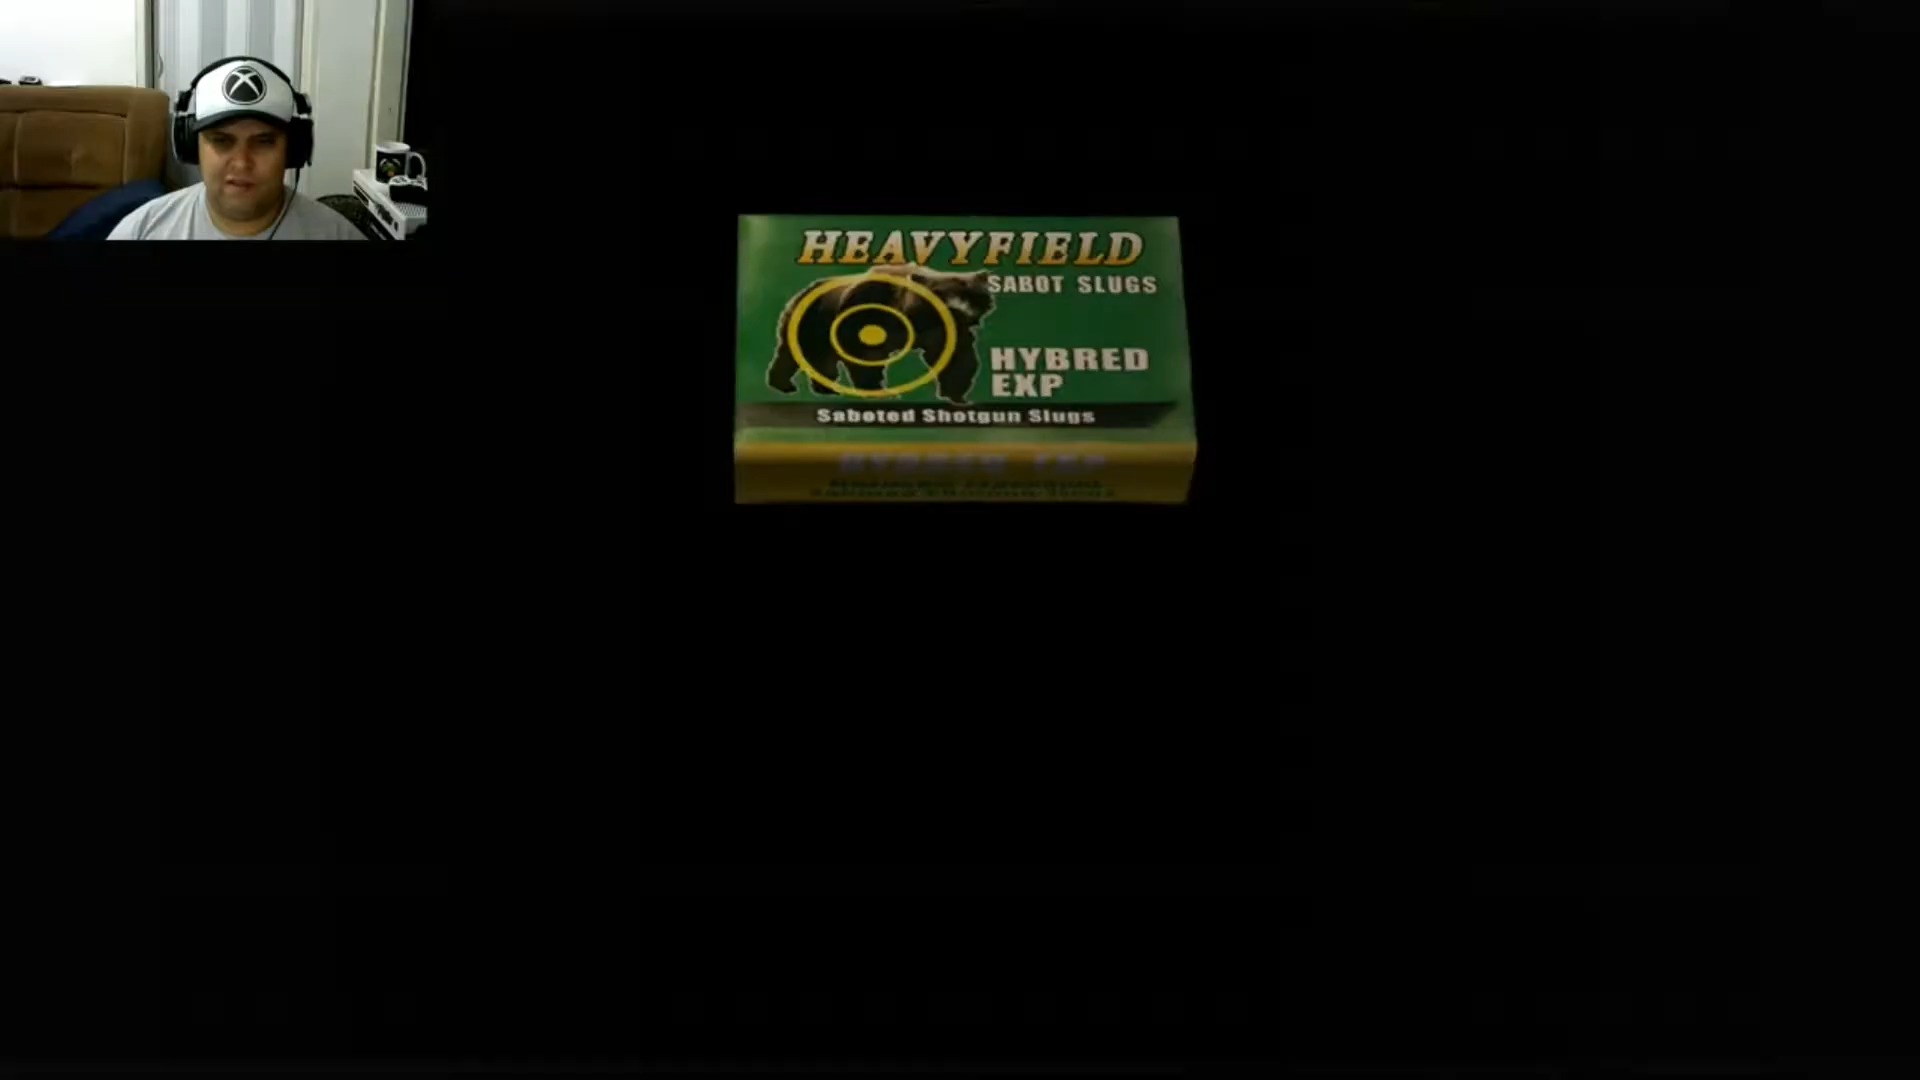 HEAVYFIELD
SABOT SLUGS
HYBRED
EXP
Saboted Shotgun Slugs